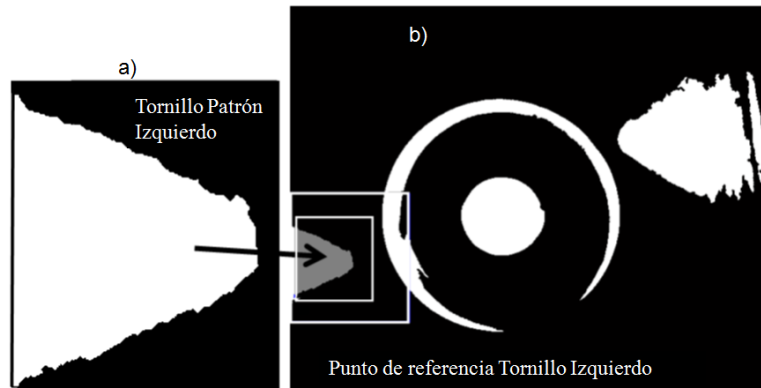 a)
Tornillo Patrón
Izquierdo
b)
Punto de referencia Tornillo Izquierdo